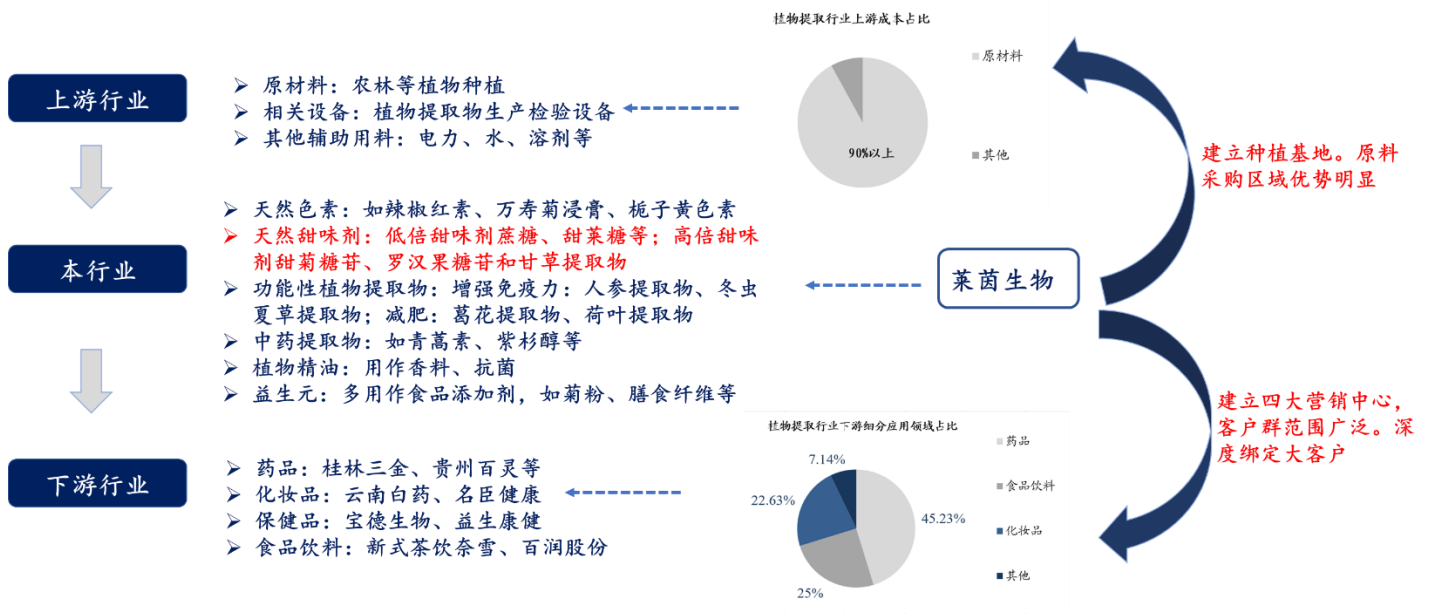 植物提取行业上游成本占比
原材料
其他
90%以上
上游行业
➢ 原材料：农林等植物种植
➢ 相关设备：植物提取物生产检验设备
➢ 其他辅助用料：电力、水、溶剂等
建立种植基地。原料
采购区域优势明显
本行业
➢ 天然色素：如辣椒红素、万寿菊浸膏、栀子黄色素
➢ 天然甜味剂：低倍甜味剂蔗糖、甜菜糖等；高倍甜味
剂甜菊糖苷、罗汉果糖苷和甘草提取物
➢ 功能性植物提取物：增强免疫力：人参提取物、冬虫
夏草提取物；减肥：葛花提取物、荷叶提取物
➢ 中药提取物：如青蒿素、紫杉醇等
➢ 植物精油：用作香料、抗菌
➢ 益生元：多用作食品添加剂，如菊粉、膳食纤维等
莱茵生物
建立四大营销中心，
客户群范围广泛。深
度绑定大客户
下游行业
➢ 药品：桂林三金、贵州百灵等
➢ 化妆品：云南白药、名臣健康
➢ 保健品：宝德生物、益生康健
➢ 食品饮料：新式茶饮奈雪、百润股份
植物提取行业下游细分应用领域占比
7.14%
22.63%
45.23%
25%
药品
食品饮料
化妆品
其他